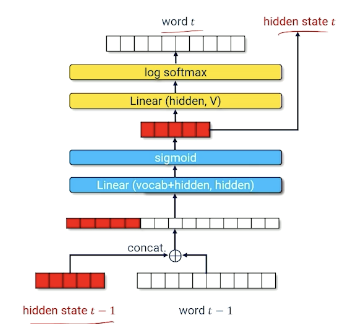 word t
hidden state t
log softmax
Linear (hidden, V)
sigmoid
Linear (vocab+hidden, hidden)
concat.
hidden state t − 1
word t − 1